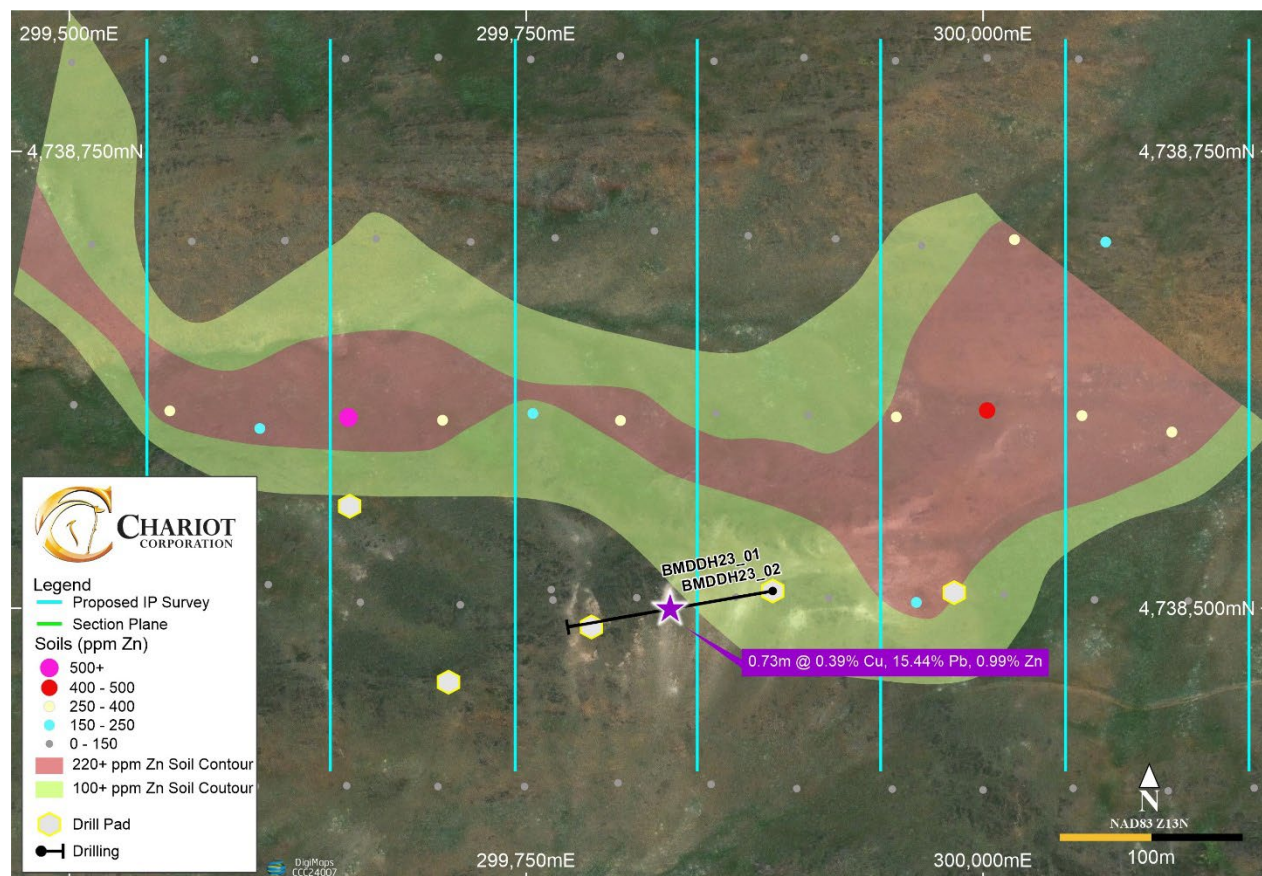 299,500mE 299,750mE 300,000mE
4,738,750mN 4,738,750mN
CHARIOT
CORPORATION
Legend
Proposed IP Survey
Section Plane
Soils (ppm Zn)
500+
400 - 500
250 - 400
150 - 250
0 - 150
220+ ppm Zn Soil Contour
100+ ppm Zn Soil Coutour
Drill Pad
Drilling
BMDDH23_01
BMDDH23_02
4,738,500mN
0.73m @ 0.39% Cu, 15.44% Pb, 0.99% Zn
N
NAD83 Z13N
100m
DigiMaps
CCC24007
299,750mE 300,000mE